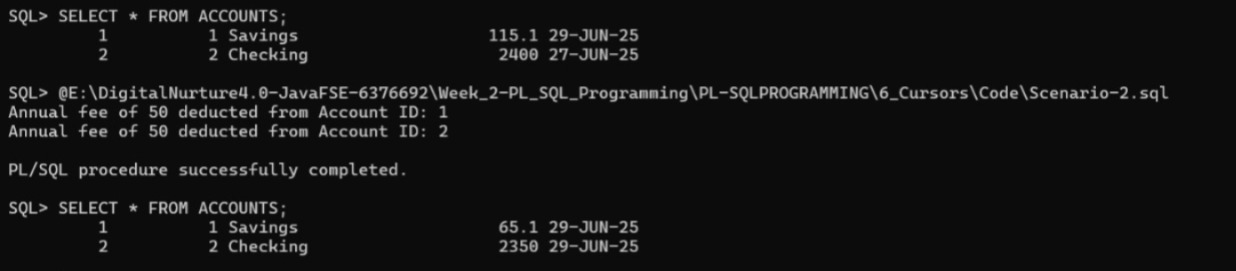 SQL> SELECT * FROM ACCOUNTS;
         1          1 Savings                   115.1 29-JUN-25
         2          2 Checking                   2400 27-JUN-25
SQL> @E:\DigitalNurture4.0-JavaFSE-6376692\Week_2-PL_SQL_Programming\PL-SQLPROGRAMMING\6_Cursors\Code\Scenario-2.sql
Annual fee of 50 deducted from Account ID: 1
Annual fee of 50 deducted from Account ID: 2
PL/SQL procedure successfully completed.
SQL> SELECT * FROM ACCOUNTS;
         1          1 Savings                    65.1 29-JUN-25
         2          2 Checking                   2350 29-JUN-25